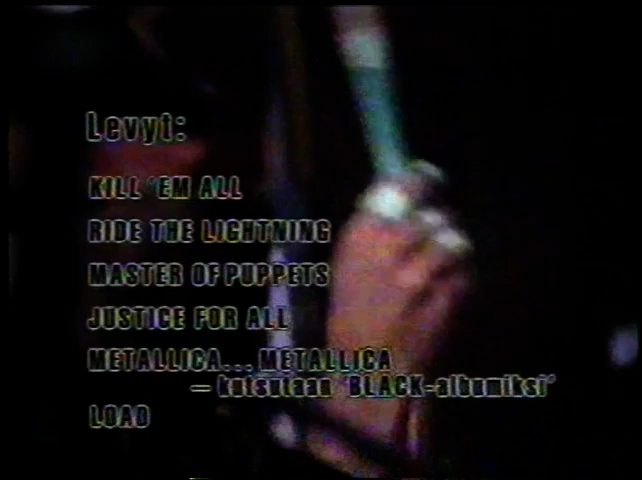 Levyt:
KILL 'EM ALL
RIDE THE LIGHTNING
MASTER OF PUPPETS
JUSTICE FOR ALL
METALLICA... METALLICA
– kutsutaan 'BLACK-albumiksi'
LOAD